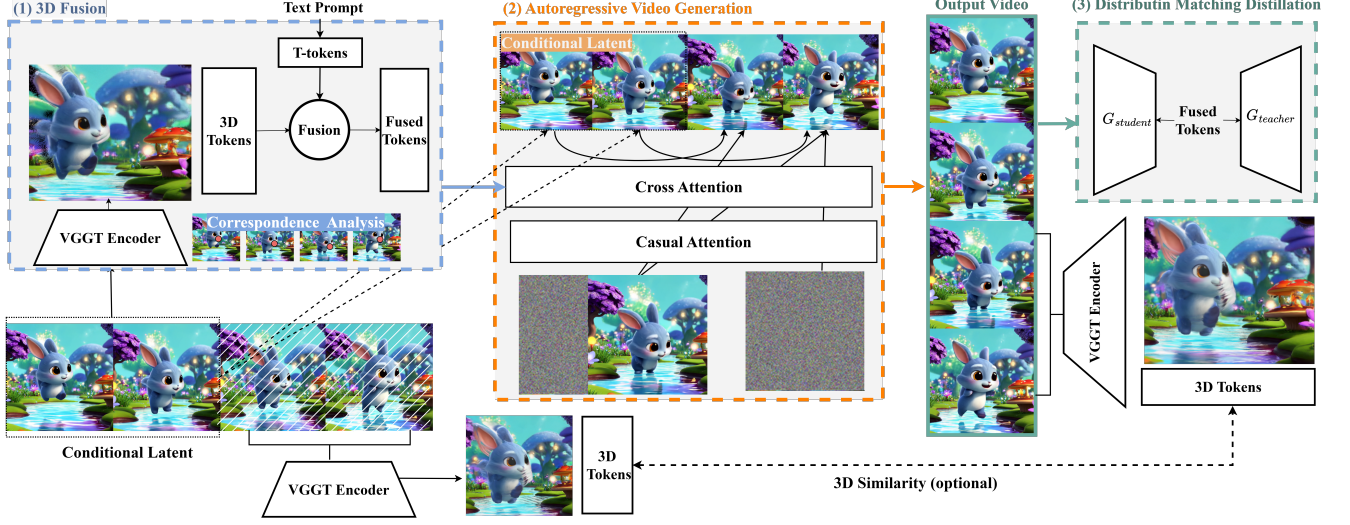 (1) 3D Fusion
Text Prompt
T-tokens
3D
Tokens
Fusion
Fused
Tokens
VGGT Encoder
Correspondence Analysis
Conditional Latent
VGGT Encoder
3D
Tokens
(2) Autoregressive Video Generation
Conditional Latent
Cross Attention
Casual Attention
Output Video
(3) Distributin Matching Distillation
G_student
Fused
Tokens
G_teacher
VGGT Encoder
3D Tokens
3D Similarity (optional)